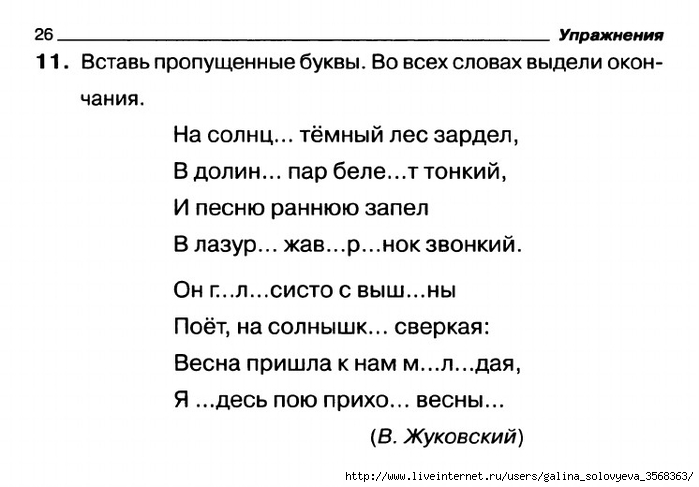 26 Упражнения
11. Вставь пропущенные буквы. Во всех словах выдели окон-
чания.
На солнц... тёмный лес зардел,
В долин... пар беле...т тонкий,
И песню раннюю запел
В лазур... жав...р...нок звонкий.
Он г...л...систо с выш...ны
Поёт, на солнышк... сверкая:
Весна пришла к нам м...л...дая,
Я ...десь пою прихо... весны...
(В. Жуковский)
http://www.liveinternet.ru/users/galina_solovyeva_3568363/